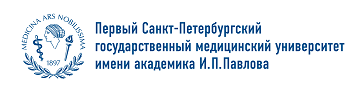 MEDICINA ARS NOBILISSIMA
1897
Первый Санкт-Петербургский
государственный медицинский университет
имени академика И.П.Павлова